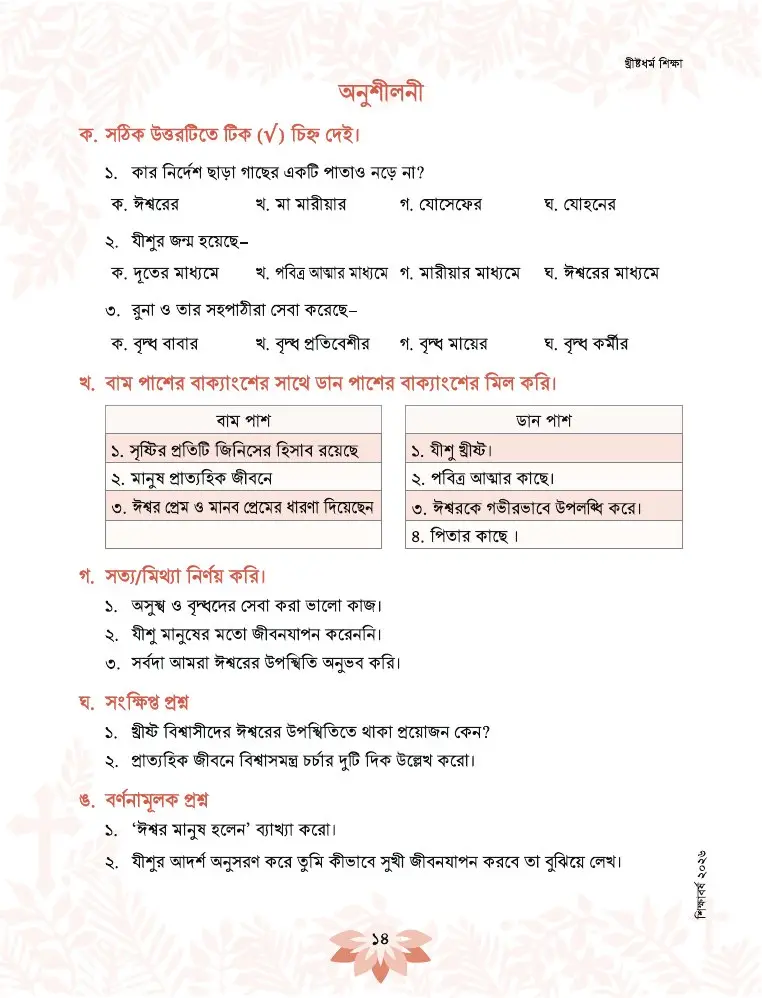 খ্রীষ্টধর্ম শিক্ষা
অনুশীলনী
ক. সঠিক উত্তরটিতে টিক (√) চিহ্ন দেই।
১. কার নির্দেশ ছাড়া গাছের একটি পাতাও নড়ে না?
ক. ঈশ্বরের খ. মা মারীয়ার গ. যোসেফের ঘ. যোহনের
২. যীশুর জন্ম হয়েছে–
ক. দূতের মাধ্যমে খ. পবিত্র আত্মার মাধ্যমে গ. মারীয়ার মাধ্যমে ঘ. ঈশ্বরের মাধ্যমে
৩. রুনা ও তার সহপাঠীরা সেবা করেছে–
ক. বৃদ্ধ বাবার খ. বৃদ্ধ প্রতিবেশীর গ. বৃদ্ধ মায়ের ঘ. বৃদ্ধ কর্মীর
খ. বাম পাশের বাক্যাংশের সাথে ডান পাশের বাক্যাংশের মিল করি।
বাম পাশ
১. সৃষ্টির প্রতিটি জিনিসের হিসাব রয়েছে
২. মানুষ প্রাত্যহিক জীবনে
৩. ঈশ্বর প্রেম ও মানব প্রেমের ধারণা দিয়েছেন
ডান পাশ
১. যীশু খ্রীষ্ট।
২. পবিত্র আত্মার কাছে।
৩. ঈশ্বরকে গভীরভাবে উপলব্ধি করে।
৪. পিতার কাছে ।
গ. সত্য/মিথ্যা নির্ণয় করি।
১. অসুস্থ ও বৃদ্ধদের সেবা করা ভালো কাজ।
২. যীশু মানুষের মতো জীবনযাপন করেননি।
৩. সর্বদা আমরা ঈশ্বরের উপস্থিতি অনুভব করি।
ঘ. সংক্ষিপ্ত প্রশ্ন
১. খ্রীষ্ট বিশ্বাসীদের ঈশ্বরের উপস্থিতিতে থাকা প্রয়োজন কেন?
২. প্রাত্যহিক জীবনে বিশ্বাসমন্ত্র চর্চার দুটি দিক উল্লেখ করো।
ঙ. বর্ণনামূলক প্রশ্ন
১. ‘ঈশ্বর মানুষ হলেন’ ব্যাখ্যা করো।
২. যীশুর আদর্শ অনুসরণ করে তুমি কীভাবে সুখী জীবনযাপন করবে তা বুঝিয়ে লেখ।
শিক্ষাবর্ষ ২০২৬
১৪